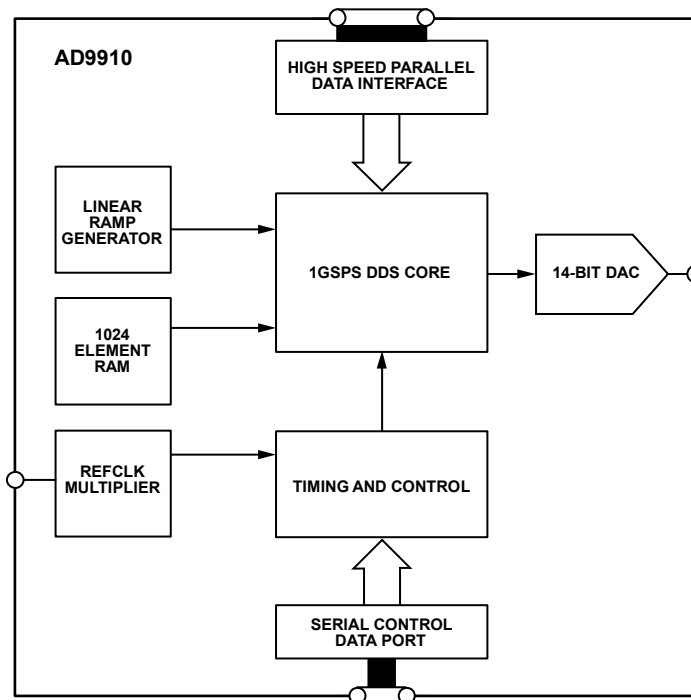 AD9910
HIGH SPEED PARALLEL
DATA INTERFACE
LINEAR
RAMP
GENERATOR
1GSPS DDS CORE
14-BIT DAC
1024
ELEMENT
RAM
REFCLK
MULTIPLIER
TIMING AND CONTROL
SERIAL CONTROL
DATA PORT